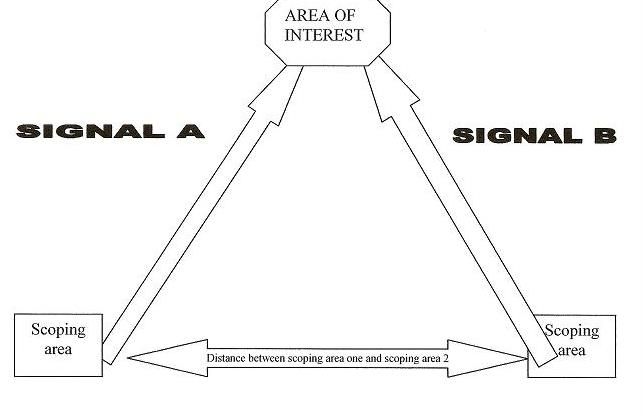 AREA OF
INTEREST
SIGNAL A
SIGNAL B
Scoping
area
Distance between scoping area one and scoping area 2
Scoping
area